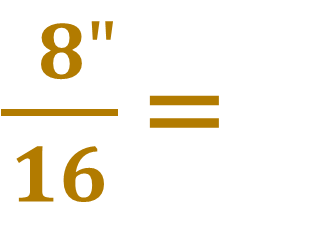 8"
16 =